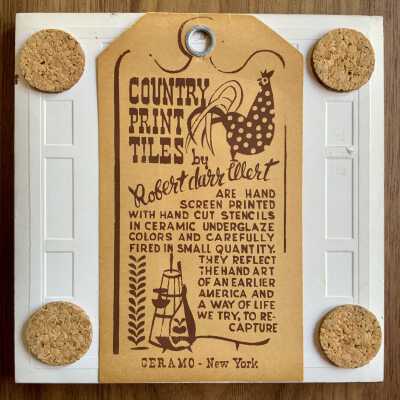 COUNTRY
PRINT
TILES by
Robert Darr Wert
ARE HAND
SCREEN PRINTED
WITH HAND CUT STENCILS
IN CERAMIC UNDERGLAZE
COLORS AND CAREFULLY
FIRED IN SMALL QUANTITY.
THEY REFLECT
THE HAND ART
OF AN EARLIER
AMERICA AND
A WAY OF LIFE
WE TRY, TO RE-
CAPTURE
CERAMO - New York